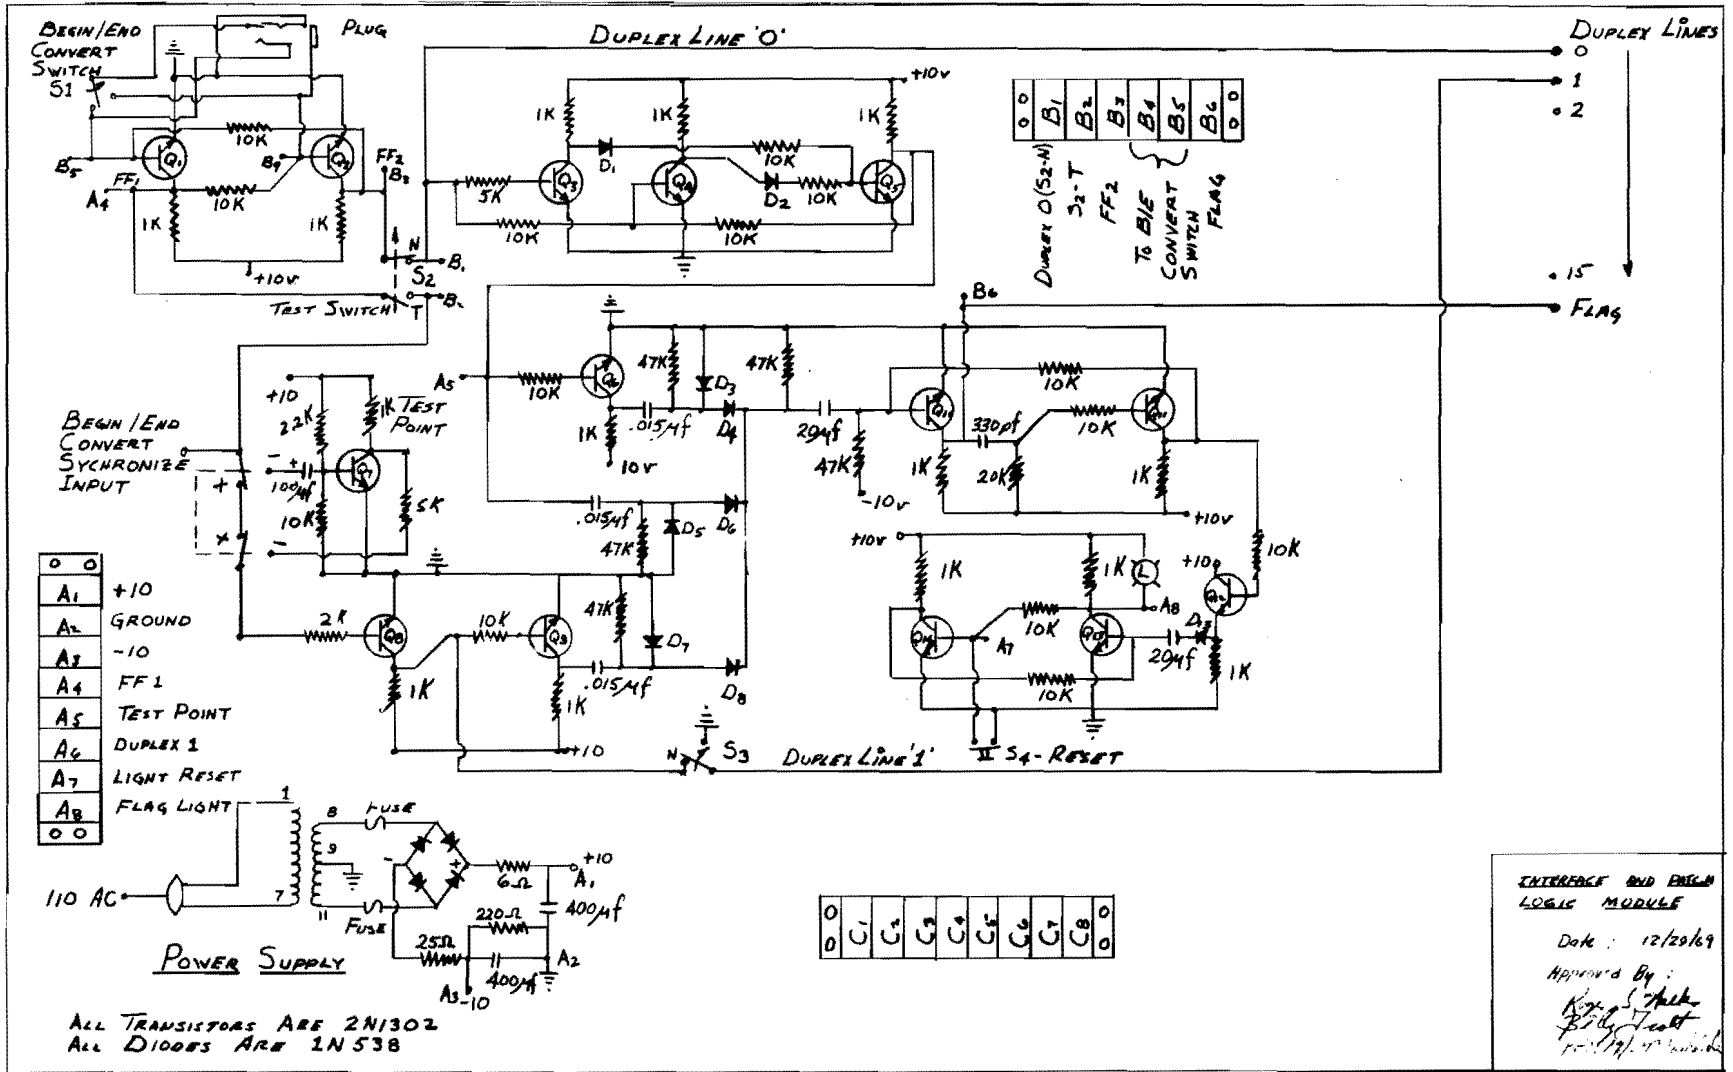 BEGIN/END
CONVERT
SWITCH
S1
PLUG
DUPLEX LINE 'O'
DUPLEX LINES
0
1
2
15
FLAG
B5
A4
FF1
Q1
10K
B4
Q2
FF2
B3
10K
1K
1K
+10v
N
S2
B1
TEST SWITCH
T
B2
+10v
1K
1K
1K
D1
10K
Q3
Q4
D2
10K
Q5
5K
10K
10K
B1
B2
B3
B4
B5
B6
DUPLEX 0(S2-N)
S2-T
FF2
TO B/E
CONVERT
SWITCH
FLAG
B6
A5
10K
Q6
47K
D3
47K
1K
.015μf
D4
10v
20μf
47K
-10v
10K
330pf
10K
1K
20K
1K
+10v
10K
+10
22K
1K
TEST
POINT
BEGIN/END
CONVERT
SYCHRONIZE
INPUT
+
-
+
100μf
Q7
10K
5K
-
.015μf
D6
47K
D5
2K
Q8
10K
Q9
47K
D7
1K
1K
.015μf
D8
+10
+10v
1K
1K
L
+10
A8
10K
A7
20μf
10K
1K
N
S3
DUPLEX LINE '1'
S4-RESET
A1 +10
A2 GROUND
A3 -10
A4 FF1
A5 TEST POINT
A6 DUPLEX 1
A7 LIGHT RESET
A8 FLAG LIGHT
1
8
FUSE
9
7
11
FUSE
110 AC
-
+
6Ω
+10
A1
400μf
220Ω
25Ω
400μf
A2
A3
-10
POWER SUPPLY
C1
C2
C3
C4
C5
C6
C7
C8
ALL TRANSISTORS ARE 2N1302
ALL DIODES ARE 1N538
INTERFACE AND PATCH
LOGIC MODULE
Date: 12/29/69
Approved By: